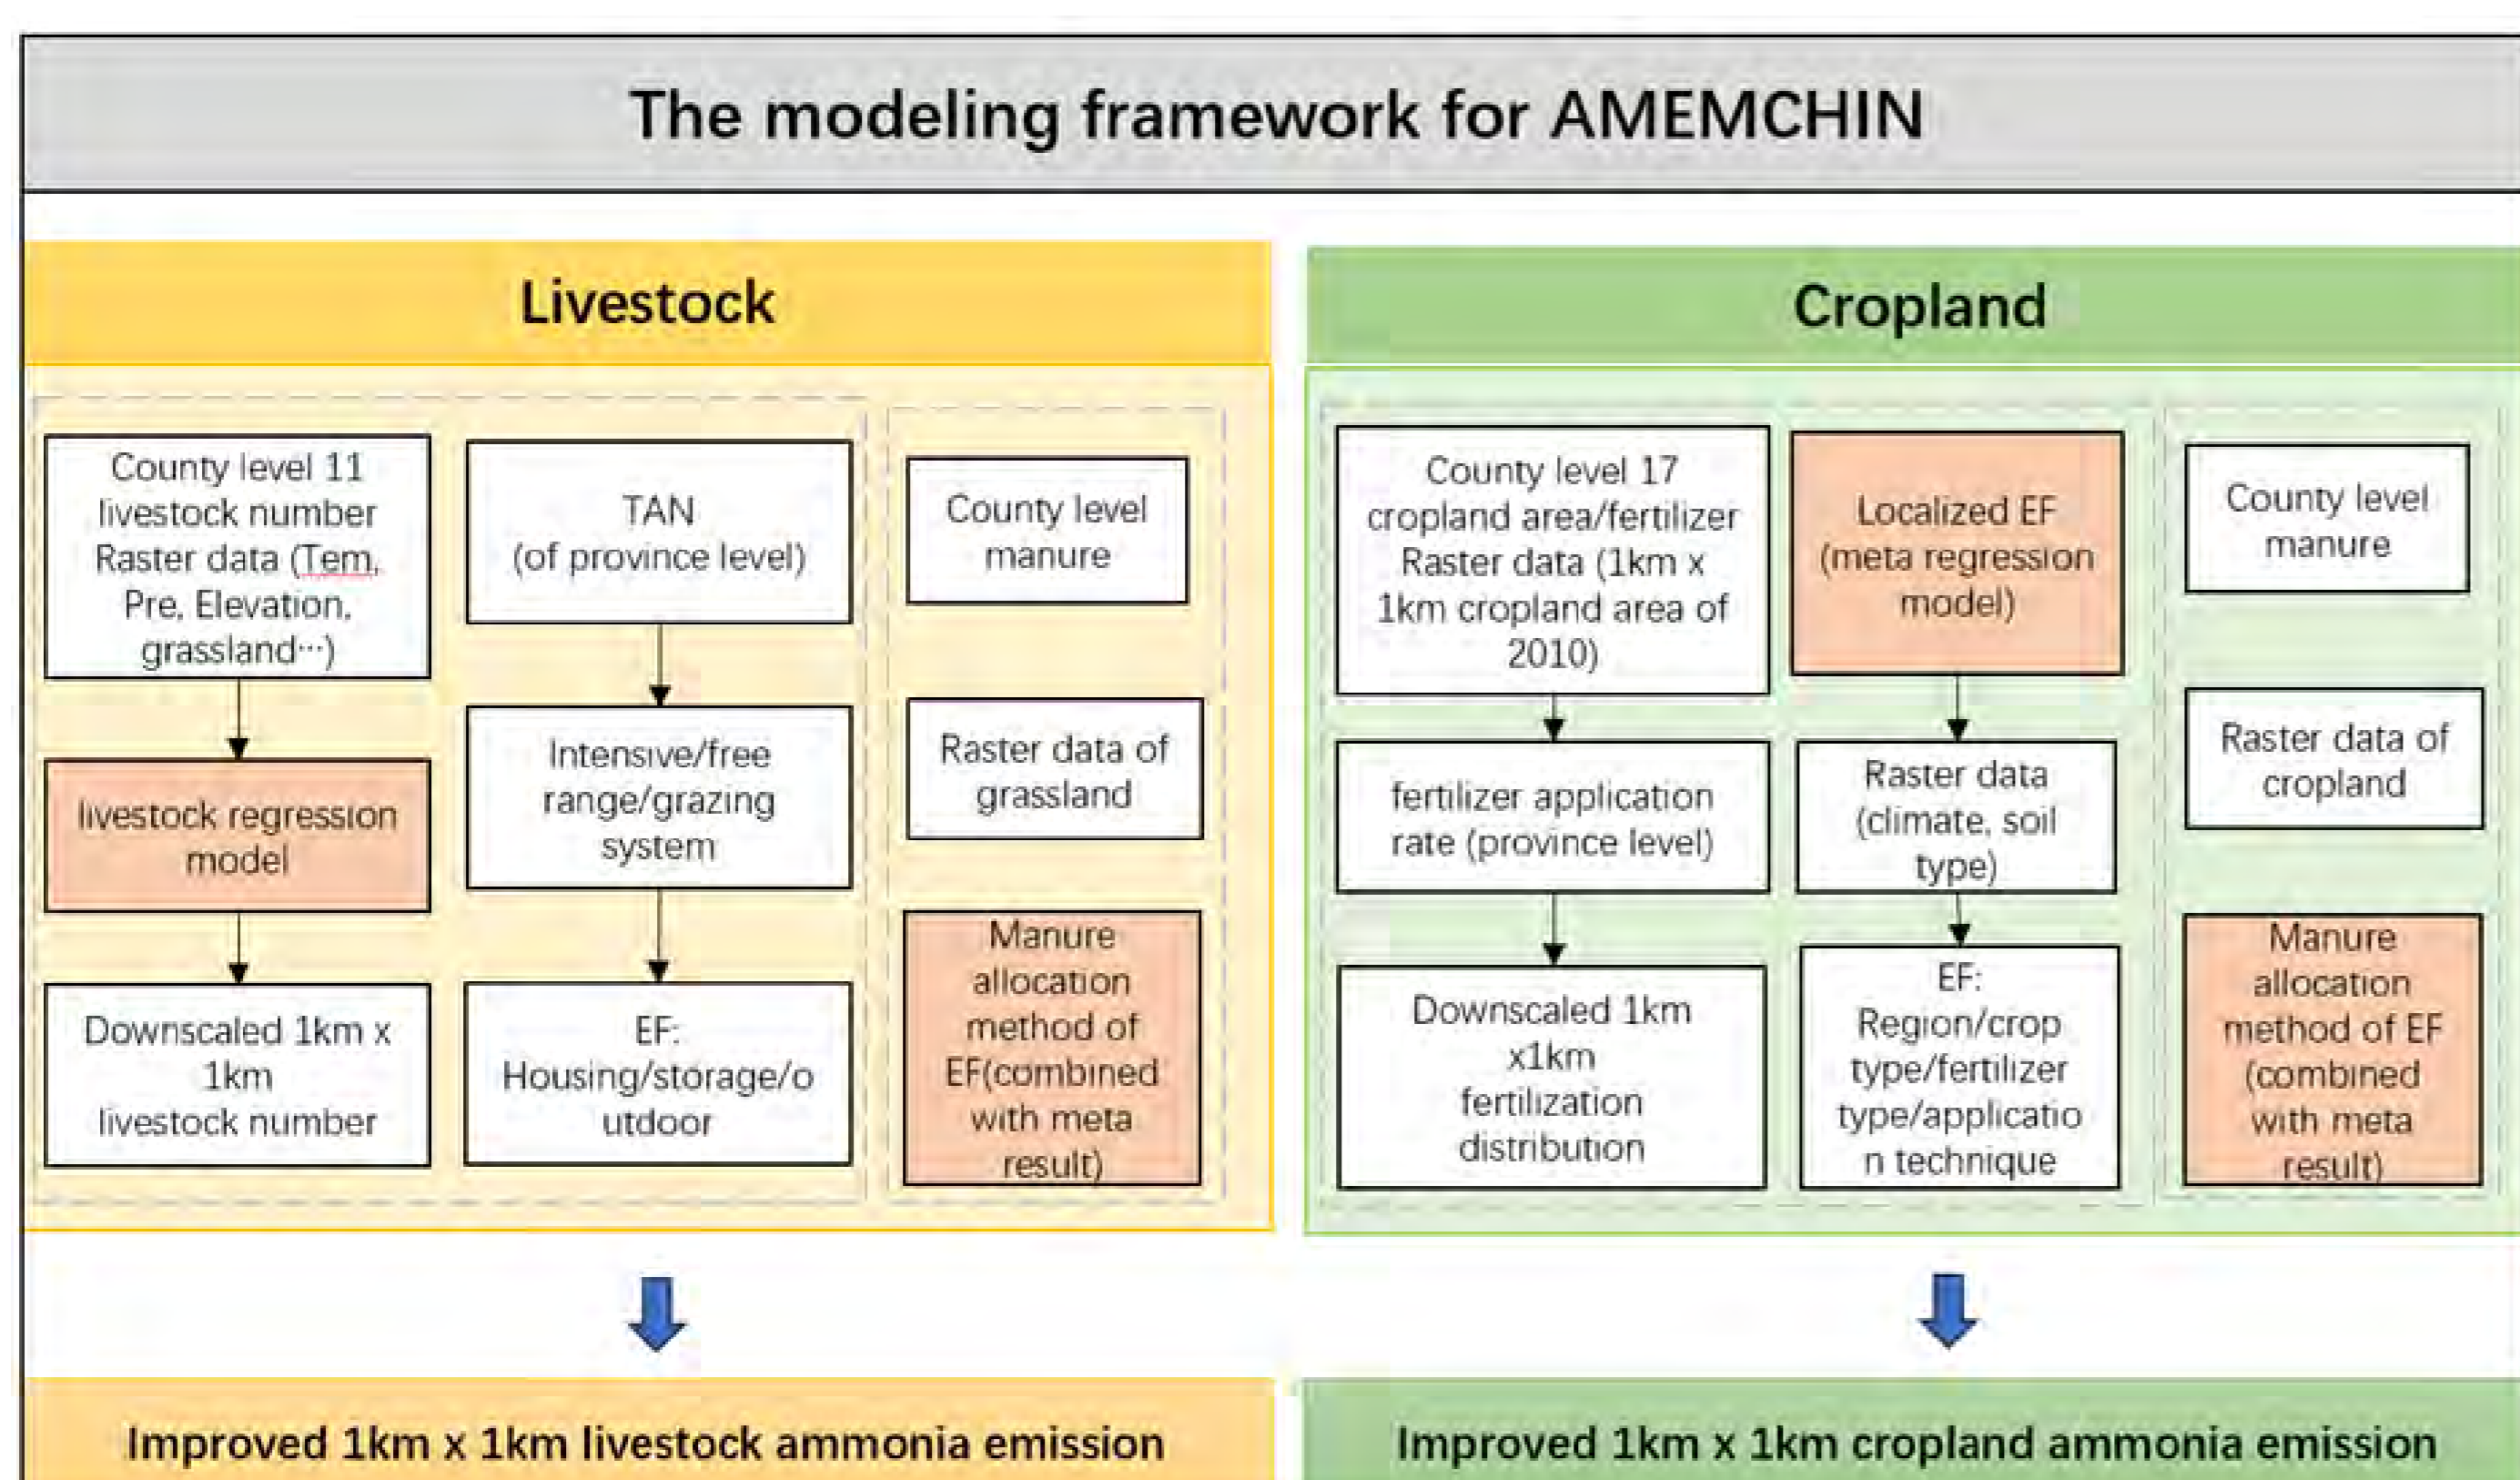 The modeling framework for AMEMCHIN
Livestock
County level 11
livestock number
Raster data (Tem,
Pre, Elevation,
grassland···)
livestock regression
model
Downscaled 1km x
1km
livestock number
TAN
(of province level)
Intensive/free
range/grazing
system
EF:
Housing/storage/o
utdoor
County level
manure
Raster data of
grassland
Manure
allocation
method of
EF(combined
with meta
result)
Improved 1km x 1km livestock ammonia emission
Cropland
County level 17
cropland area/fertilizer
Raster data (1km x
1km cropland area of
2010)
fertilizer application
rate (province level)
Downscaled 1km
x1km
fertilization
distribution
Localized EF
(meta regression
model)
Raster data
(climate, soil
type)
EF:
Region/crop
type/fertilizer
type/applicatio
n technique
County level
manure
Raster data of
cropland
Manure
allocation
method of EF
(combined
with meta
result)
Improved 1km x 1km cropland ammonia emission